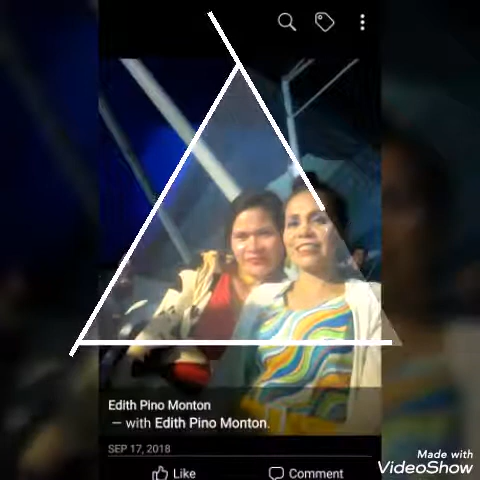 Edith Pino Monton
— with Edith Pino Monton.
SEP 17, 2018
Like Comment
Made with
VideoShow